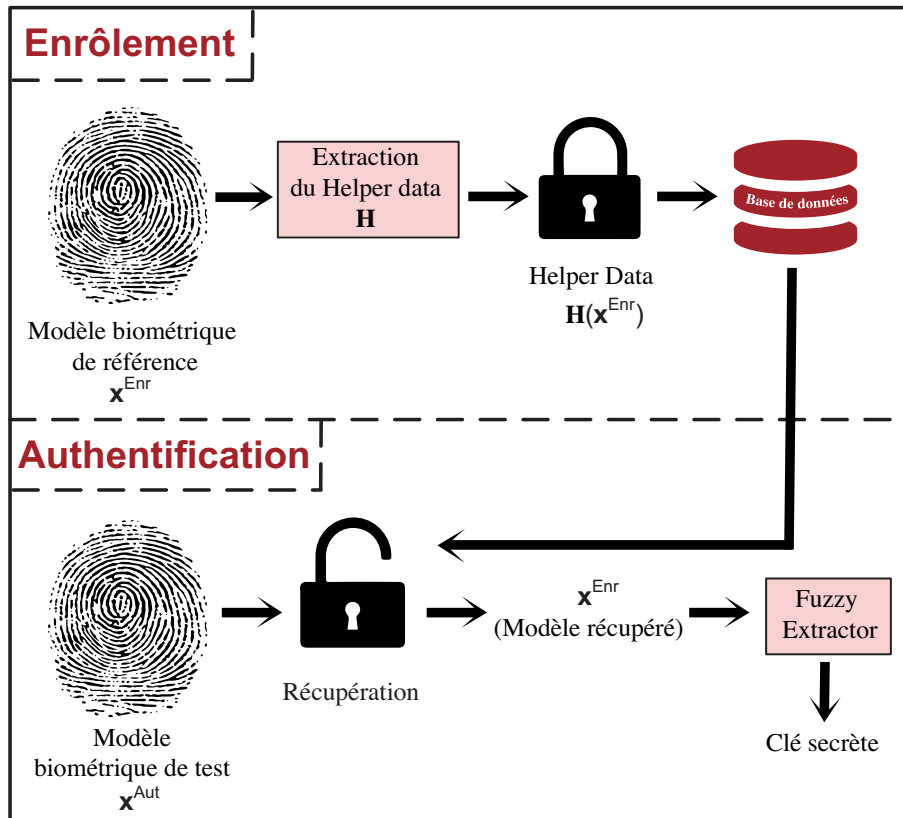 Enrôlement
Extraction
du Helper data
H
Base de données
Helper Data
H(x^Enr)
Modèle biométrique
de référence
x^Enr
Authentification
x^Enr
(Modèle récupéré)
Fuzzy
Extractor
Récupération
Clé secrète
Modèle
biométrique de test
x^Aut